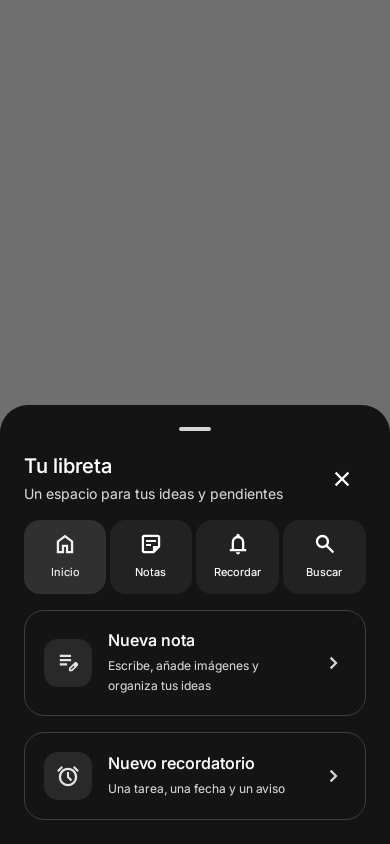 Tu libreta
Un espacio para tus ideas y pendientes
Inicio
Notas
Recordar
Buscar
Nueva nota
Escribe, añade imágenes y
organiza tus ideas
Nuevo recordatorio
Una tarea, una fecha y un aviso